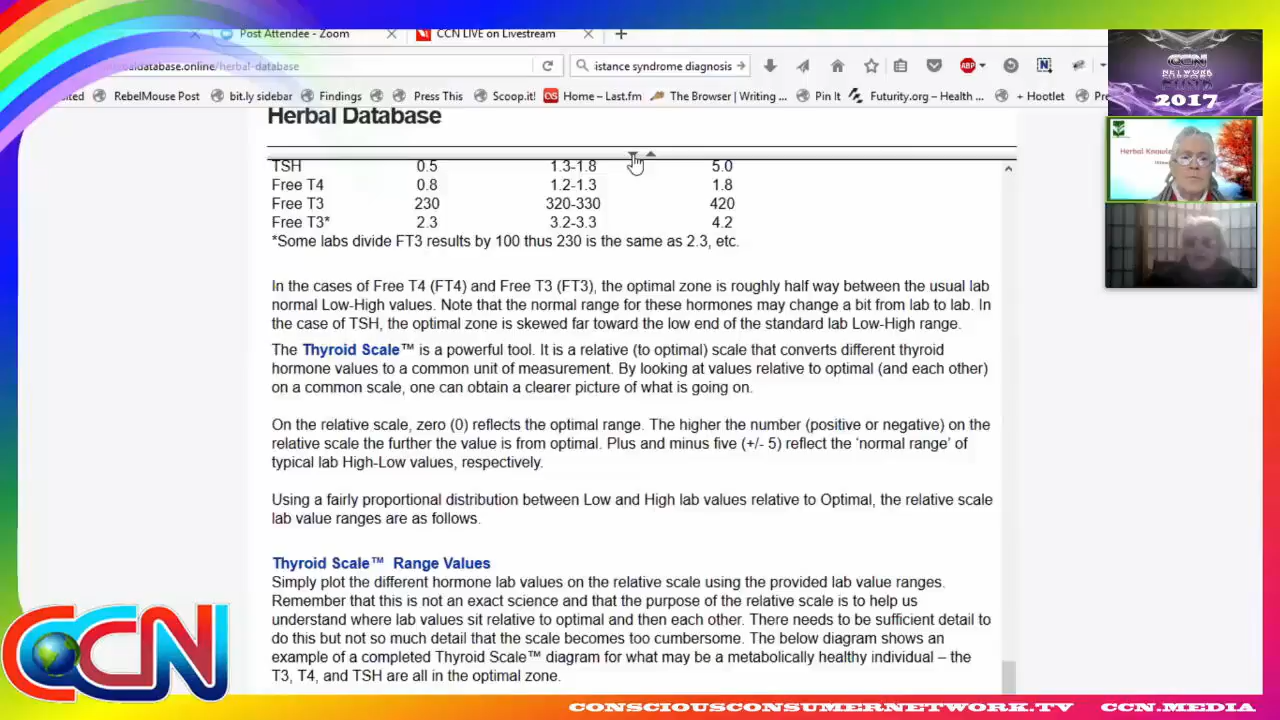 Post Attendee - Zoom
CCN LIVE on Livestream
baldatabase.online/herbal-database
istance syndrome diagnosis
ABP
RebelMouse Post
bit.ly sidebar
Findings
Press This
Scoop.it!
Home – Last.fm
The Browser | Writing ...
Pin It
Futurity.org – Health ...
+ Hootlet
CCN
NETWORK
SUPPORT
FUND
2017
Herbal Database
TSH 0.5 1.3-1.8 5.0
Free T4 0.8 1.2-1.3 1.8
Free T3 230 320-330 420
Free T3* 2.3 3.2-3.3 4.2
*Some labs divide FT3 results by 100 thus 230 is the same as 2.3, etc.
In the cases of Free T4 (FT4) and Free T3 (FT3), the optimal zone is roughly half way between the usual lab
normal Low-High values. Note that the normal range for these hormones may change a bit from lab to lab. In
the case of TSH, the optimal zone is skewed far toward the low end of the standard lab Low-High range.
The Thyroid Scale™ is a powerful tool. It is a relative (to optimal) scale that converts different thyroid
hormone values to a common unit of measurement. By looking at values relative to optimal (and each other)
on a common scale, one can obtain a clearer picture of what is going on.
On the relative scale, zero (0) reflects the optimal range. The higher the number (positive or negative) on the
relative scale the further the value is from optimal. Plus and minus five (+/- 5) reflect the ‘normal range’ of
typical lab High-Low values, respectively.
Using a fairly proportional distribution between Low and High lab values relative to Optimal, the relative scale
lab value ranges are as follows.
Thyroid Scale™ Range Values
Simply plot the different hormone lab values on the relative scale using the provided lab value ranges.
Remember that this is not an exact science and that the purpose of the relative scale is to help us
understand where lab values sit relative to optimal and then each other. There needs to be sufficient detail to
do this but not so much detail that the scale becomes too cumbersome. The below diagram shows an
example of a completed Thyroid Scale™ diagram for what may be a metabolically healthy individual – the
T3, T4, and TSH are all in the optimal zone.
CCN
CONSCIOUSCONSUMERNETWORK.TV
CCN.MEDIA